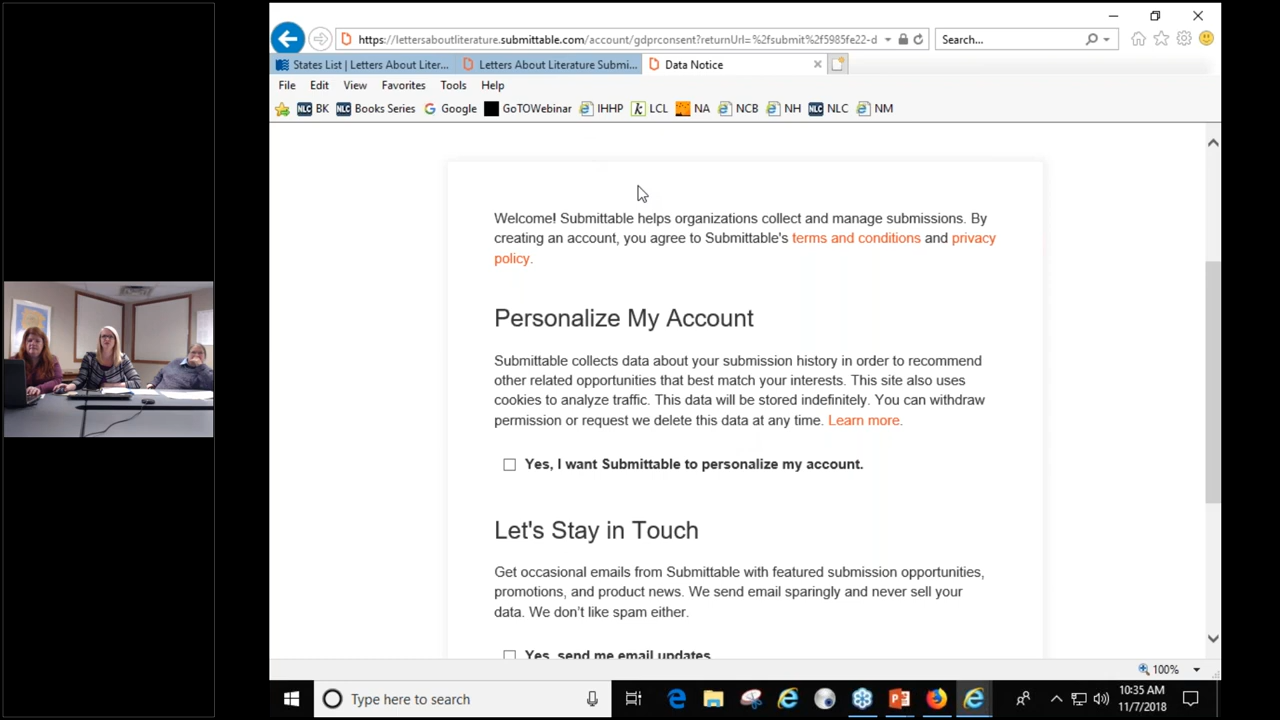 https://lettersaboutliterature.submittable.com/account/gdprconsent?returnUrl=%2fsubmit%2f5985fe22-d
Search...
States List | Letters About Liter...
Letters About Literature Submi...
Data Notice
File Edit View Favorites Tools Help
NLC BK NLC Books Series G Google GoTOWebinar IHHP k LCL NA NCB NH NLC NLC NM
Welcome! Submittable helps organizations collect and manage submissions. By
creating an account, you agree to Submittable's terms and conditions and privacy
policy.
Personalize My Account
Submittable collects data about your submission history in order to recommend
other related opportunities that best match your interests. This site also uses
cookies to analyze traffic. This data will be stored indefinitely. You can withdraw
permission or request we delete this data at any time. Learn more.
Yes, I want Submittable to personalize my account.
Let's Stay in Touch
Get occasional emails from Submittable with featured submission opportunities,
promotions, and product news. We send email sparingly and never sell your
data. We don't like spam either.
Yes, send me email updates
100%
Type here to search
10:35 AM
11/7/2018